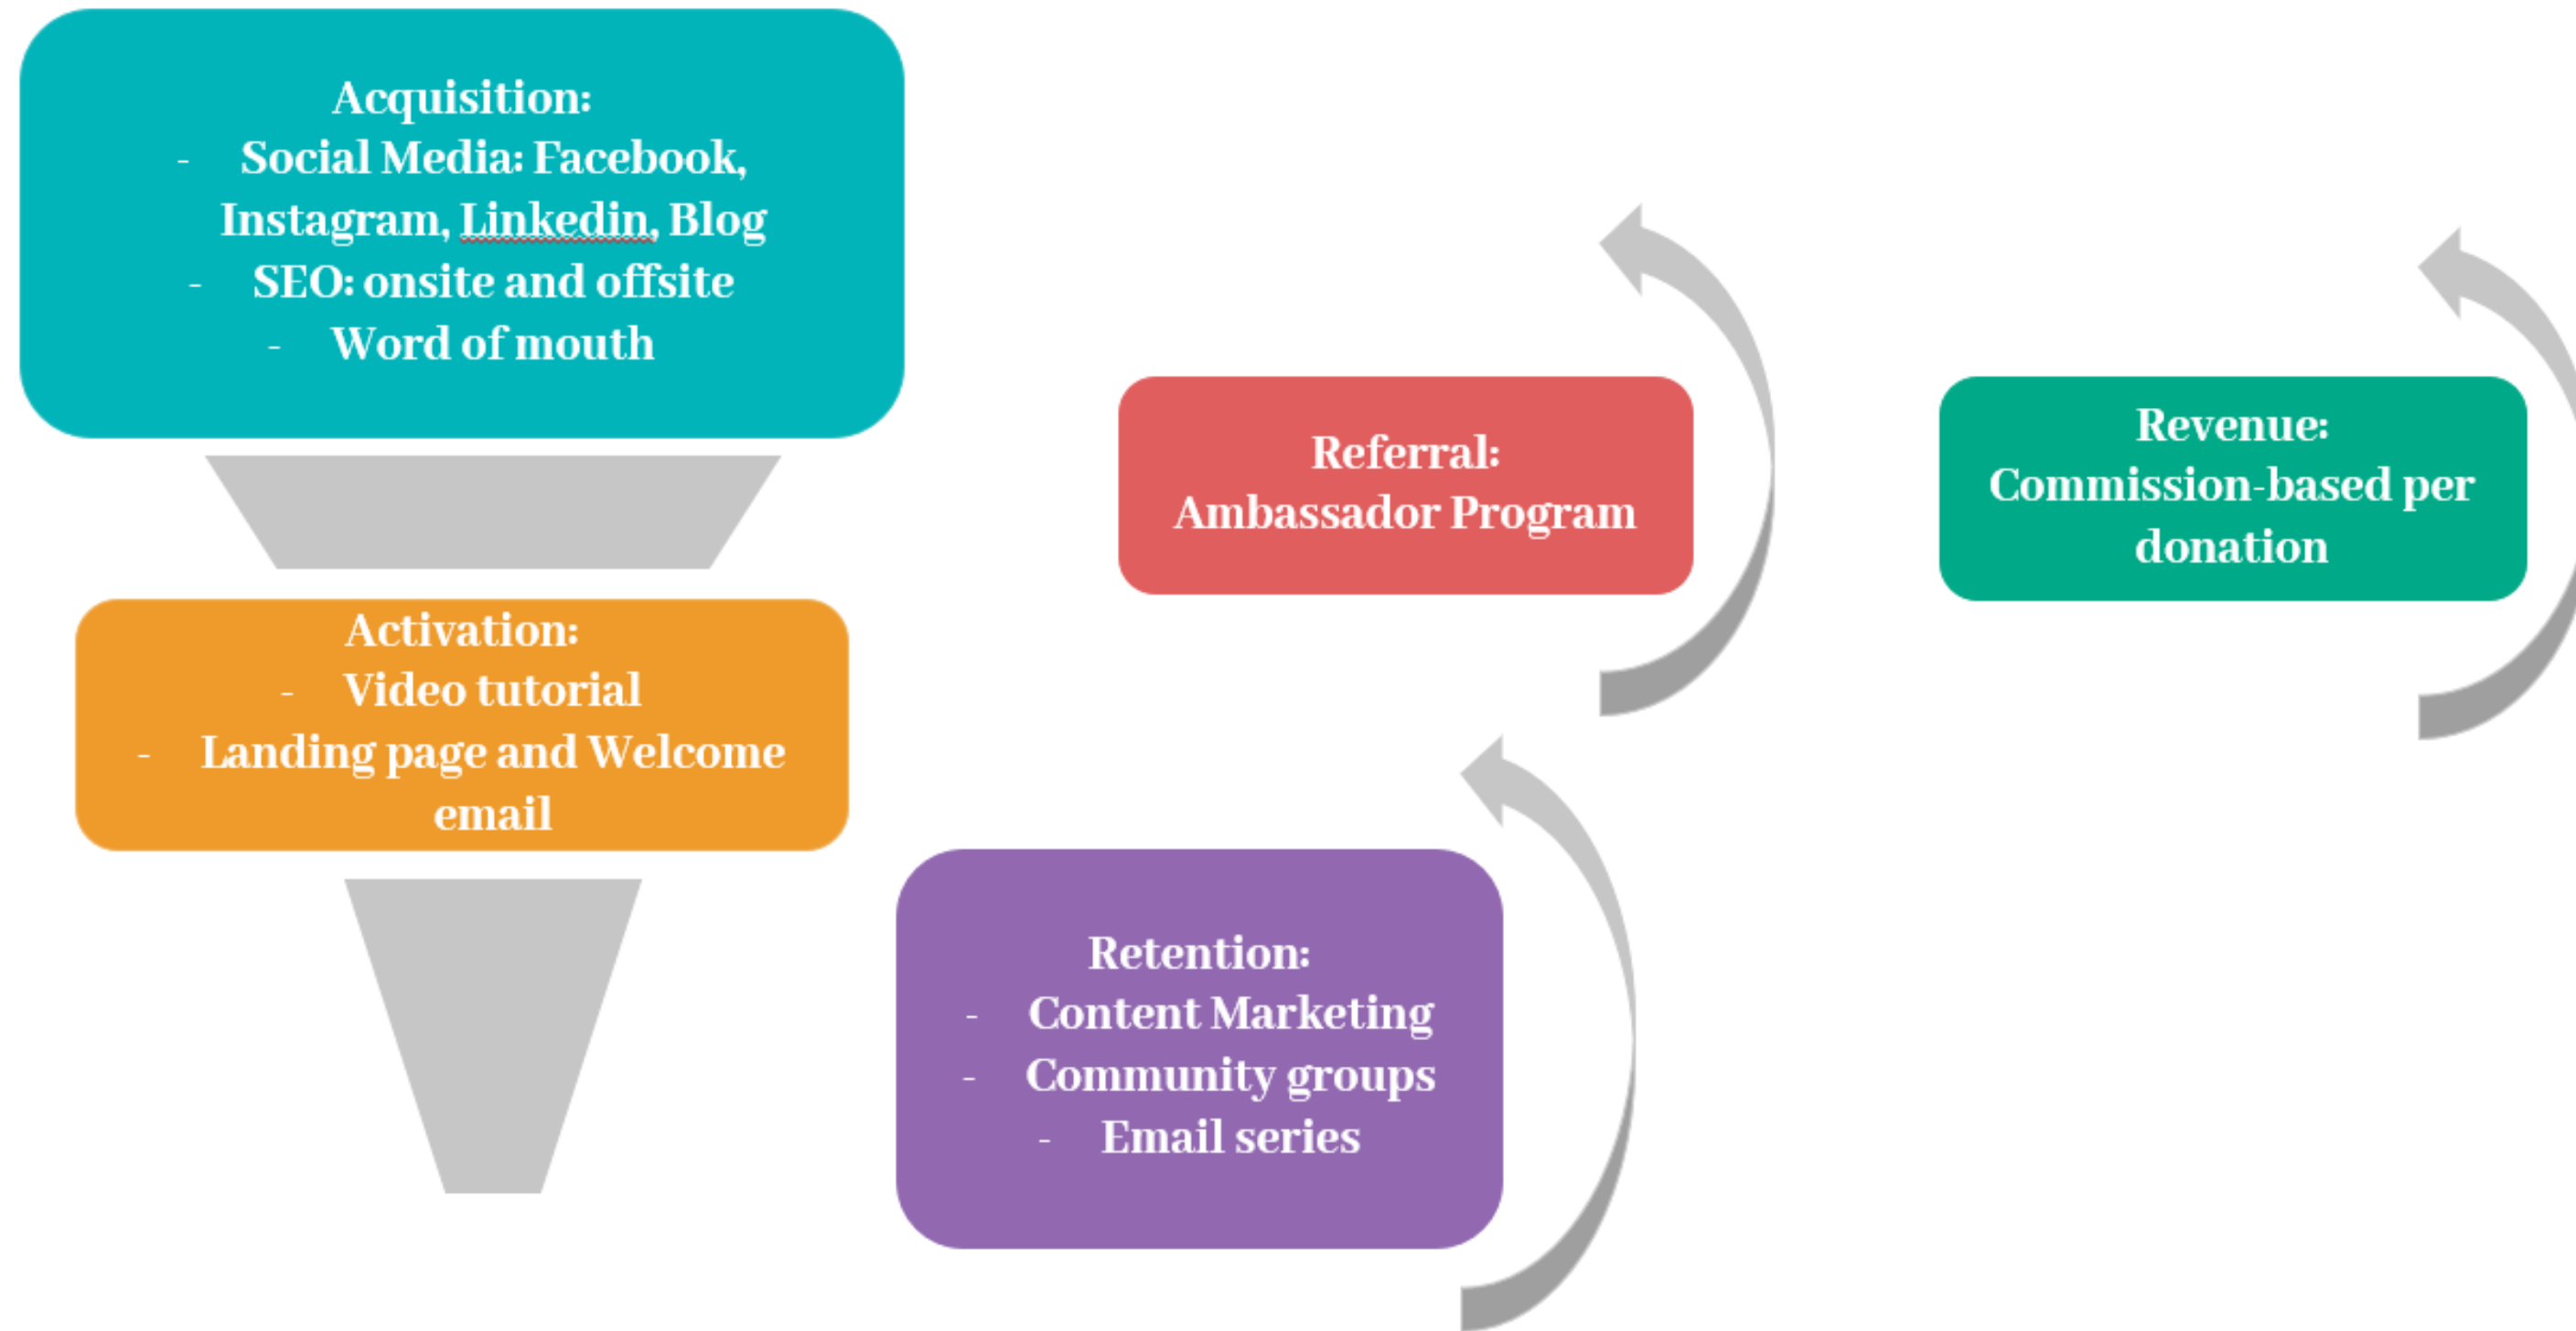 Acquisition:
- Social Media: Facebook,
Instagram, Linkedin, Blog
- SEO: onsite and offsite
- Word of mouth
Activation:
- Video tutorial
- Landing page and Welcome
email
Retention:
- Content Marketing
- Community groups
- Email series
Referral:
Ambassador Program
Revenue:
Commission-based per
donation